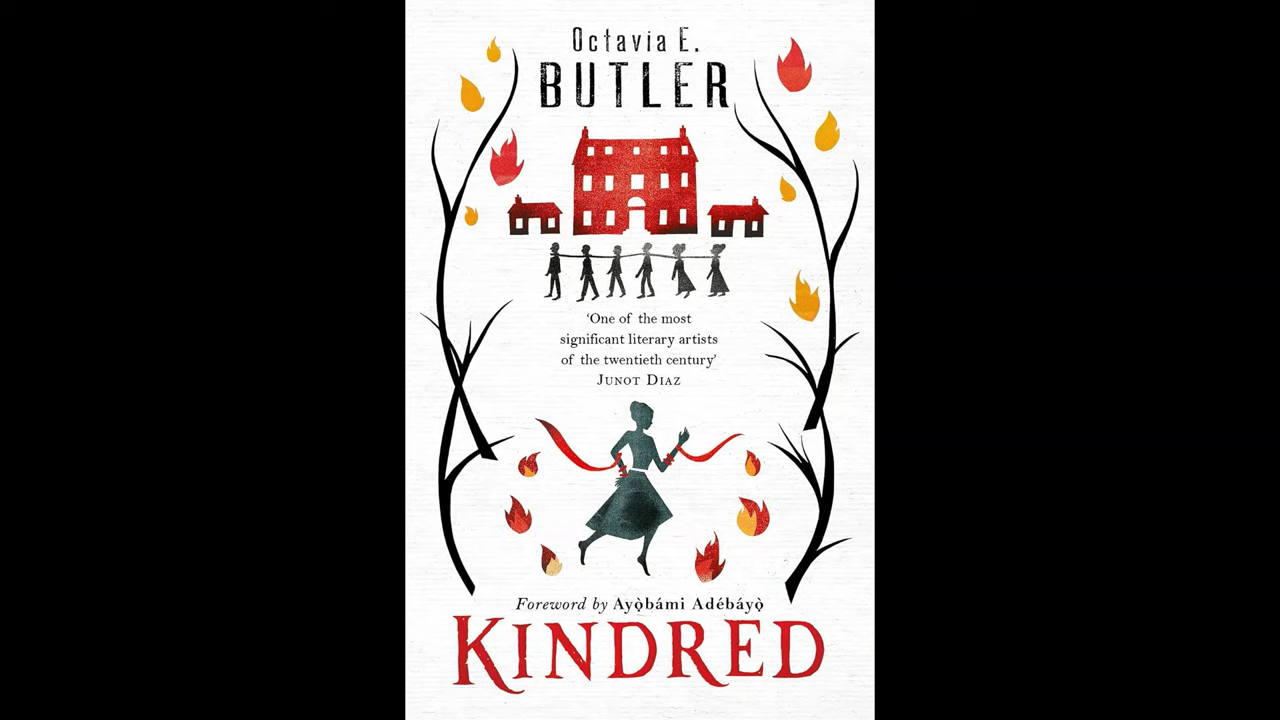 Octavia E.
BUTLER
‘One of the most
significant literary artists
of the twentieth century’
JUNOT DIAZ
Foreword by Ayọ̀bámi Adébáyọ̀
KINDRED